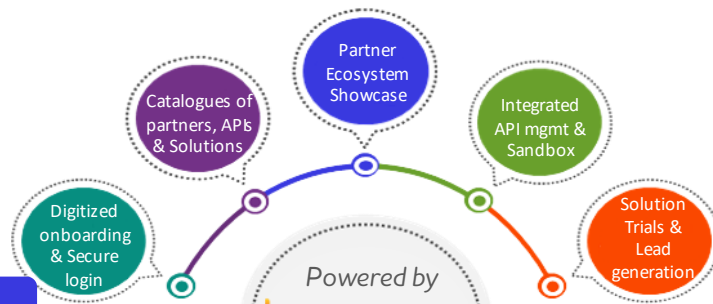 Digitized
onboarding
& Secure
login
Catalogues of
partners, APIs
& Solutions
Partner
Ecosystem
Showcase
Integrated
API mgmt &
Sandbox
Solution
Trials &
Lead
generation
Powered by